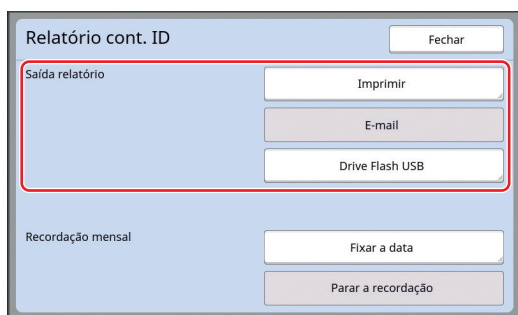 Relatório cont. ID
Fechar
Saída relatório
Imprimir
E-mail
Drive Flash USB
Recordação mensal
Fixar a data
Parar a recordação